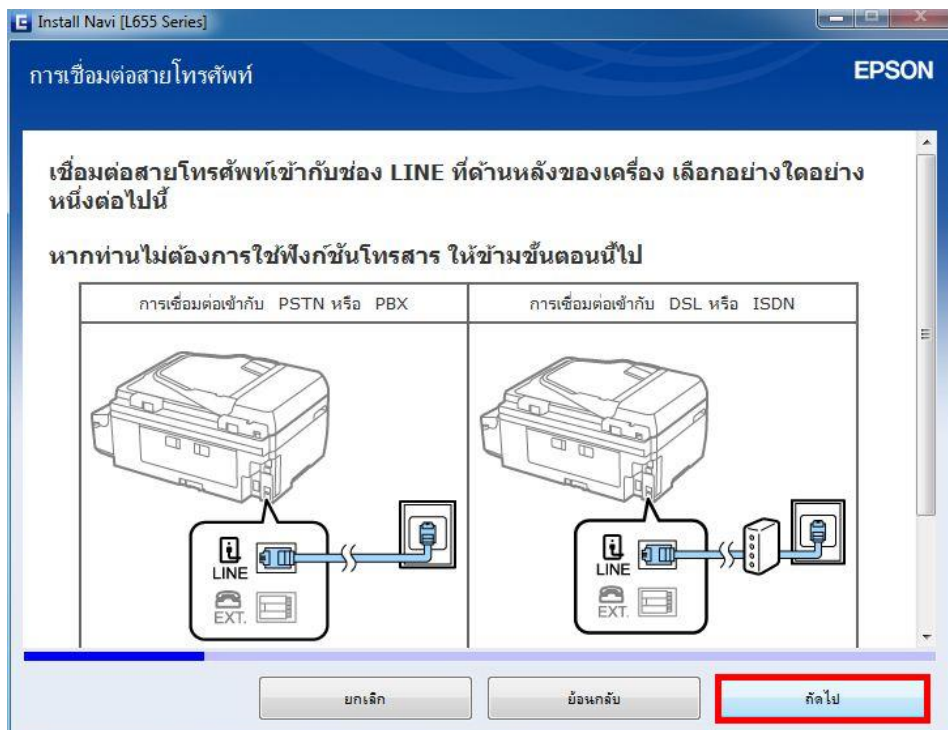 Install Navi [L655 Series]
การเชื่อมต่อสายโทรศัพท์
EPSON
เชื่อมต่อสายโทรศัพท์เข้ากับช่อง LINE ที่ด้านหลังของเครื่อง เลือกอย่างใดอย่าง
หนึ่งต่อไปนี้
หากท่านไม่ต้องการใช้ฟังก์ชันโทรสาร ให้ข้ามขั้นตอนนี้ไป
การเชื่อมต่อเข้ากับ PSTN หรือ PBX
การเชื่อมต่อเข้ากับ DSL หรือ ISDN
LINE
EXT.
LINE
EXT.
ยกเลิก
ย้อนกลับ
ถัดไป